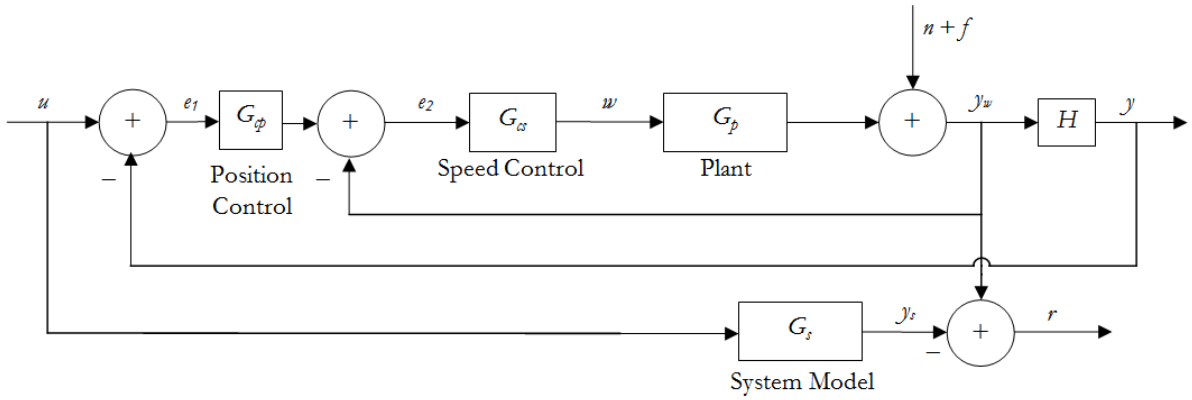 n + f
u
+
e1
Gcp
+
e2
Gcs
w
Gp
+
yw
H
y
−
Position
Control
−
Speed Control
Plant
Gs
ys
−
+
r
System Model